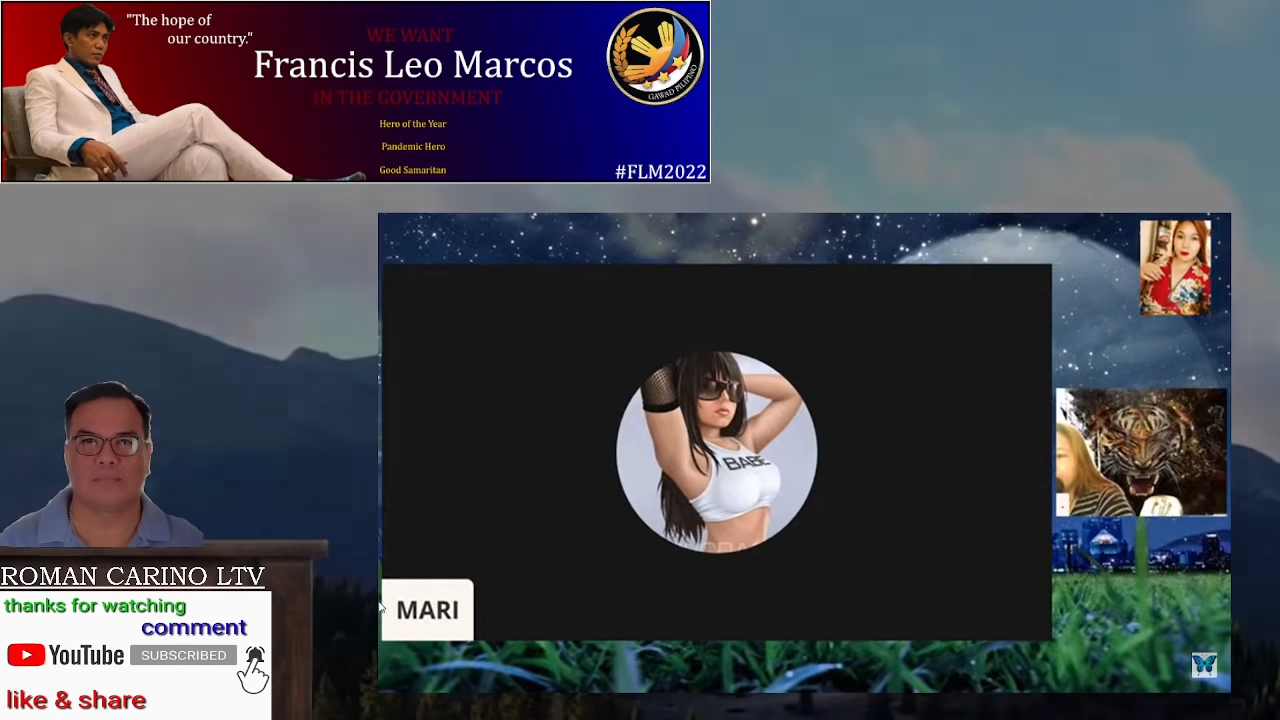 "The hope of
our country."
WE WANT
Francis Leo Marcos
IN THE GOVERNMENT
Hero of the Year
Pandemic Hero
Good Samaritan
#FLM2022
GAWAD PILIPINO
BABE
MARI
ROMAN CARINO LTV
thanks for watching
comment
YouTube SUBSCRIBED
like & share